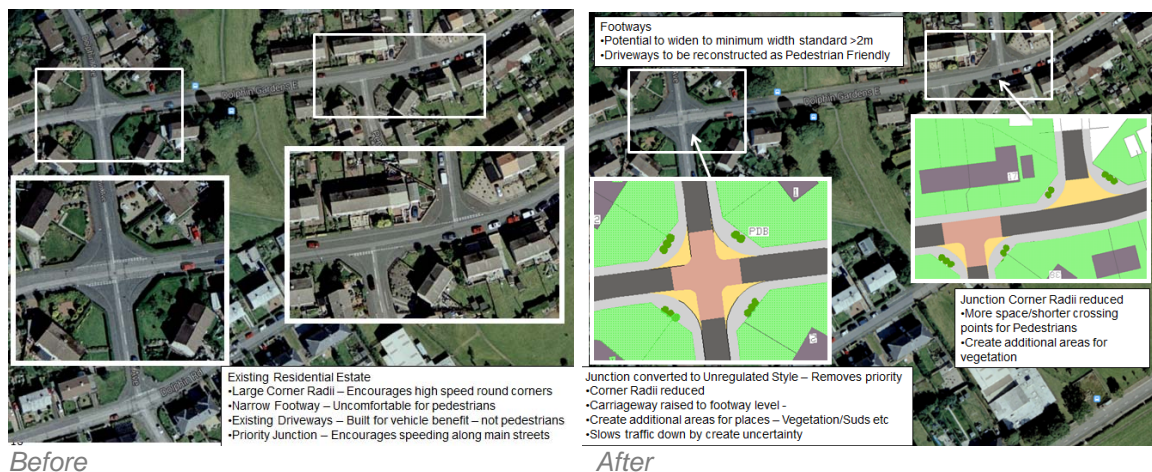 Dolphin Gardens E
Existing Residential Estate
•Large Corner Radii – Encourages high speed round corners
•Narrow Footway – Uncomfortable for pedestrians
•Existing Driveways – Built for vehicle benefit – not pedestrians
•Priority Junction – Encourages speeding along main streets
Before
Footways
•Potential to widen to minimum width standard >2m
•Driveways to be reconstructed as Pedestrian Friendly
Dolphin Gardens E
PDB
1
17
Junction Corner Radii reduced
•More space/shorter crossing
points for Pedestrians
•Create additional areas for
vegetation
Junction converted to Unregulated Style – Removes priority
•Corner Radii reduced
•Carriageway raised to footway level -
•Create additional areas for places – Vegetation/Suds etc
•Slows traffic down by create uncertainty
After